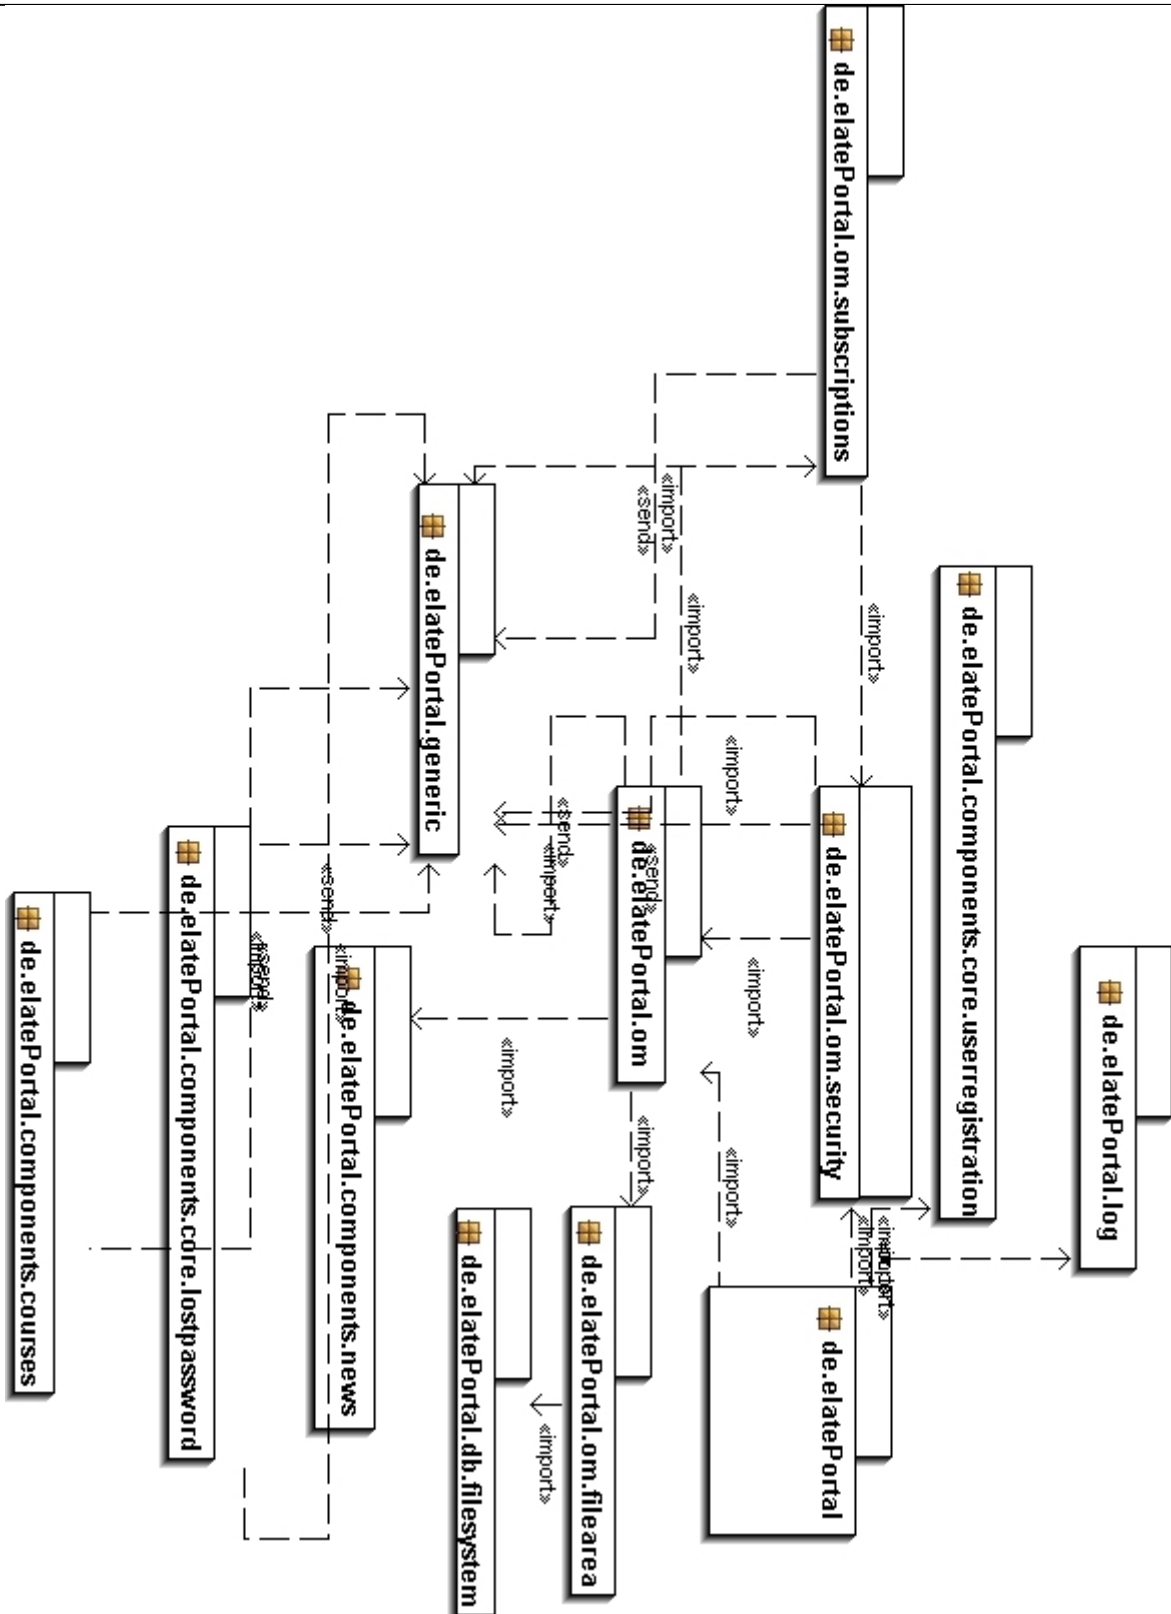 de.elatePortal.log
de.elatePortal.components.core.userregistration
de.elatePortal.om.subscriptions
«import»
de.elatePortal.om.security
«import»
«import»
de.elatePortal
«import»
«import»
«import»
«import»
«import»
«send»
de.elatePortal.om
«send»
«import»
de.elatePortal.om.filearea
«send»
«import»
«import»
«import»
de.elatePortal.db.filesystem
de.elatePortal.generic
de.elatePortal.components.news
«import»
«send»
«send»
de.elatePortal.components.core.lostpassword
de.elatePortal.components.courses